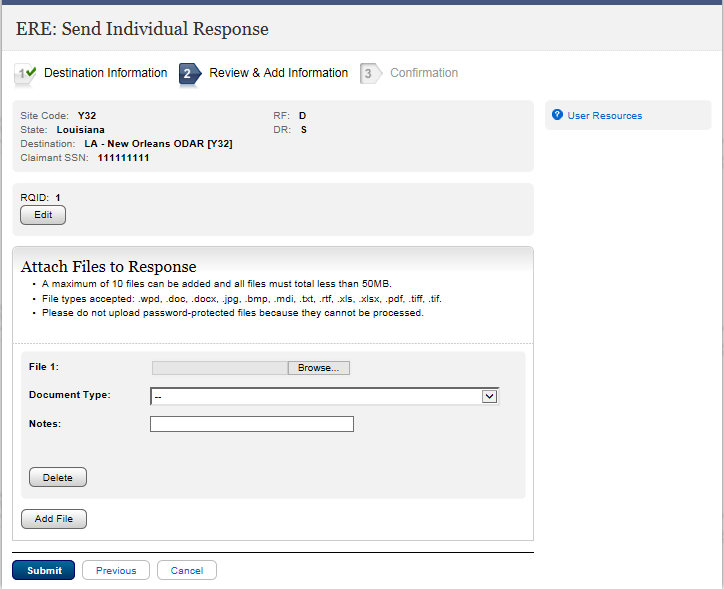 ERE: Send Individual Response
1 Destination Information 2 Review & Add Information 3 Confirmation
Site Code: Y32 RF: D
State: Louisiana DR: S
Destination: LA - New Orleans ODAR [Y32]
Claimant SSN: 111111111
? User Resources
RQID: 1
Edit
Attach Files to Response
• A maximum of 10 files can be added and all files must total less than 50MB.
• File types accepted: .wpd, .doc, .docx, .jpg, .bmp, .mdi, .txt, .rtf, .xls, .xlsx, .pdf, .tiff, .tif.
• Please do not upload password-protected files because they cannot be processed.
File 1: Browse...
Document Type: --
Notes:
Delete
Add File
Submit Previous Cancel